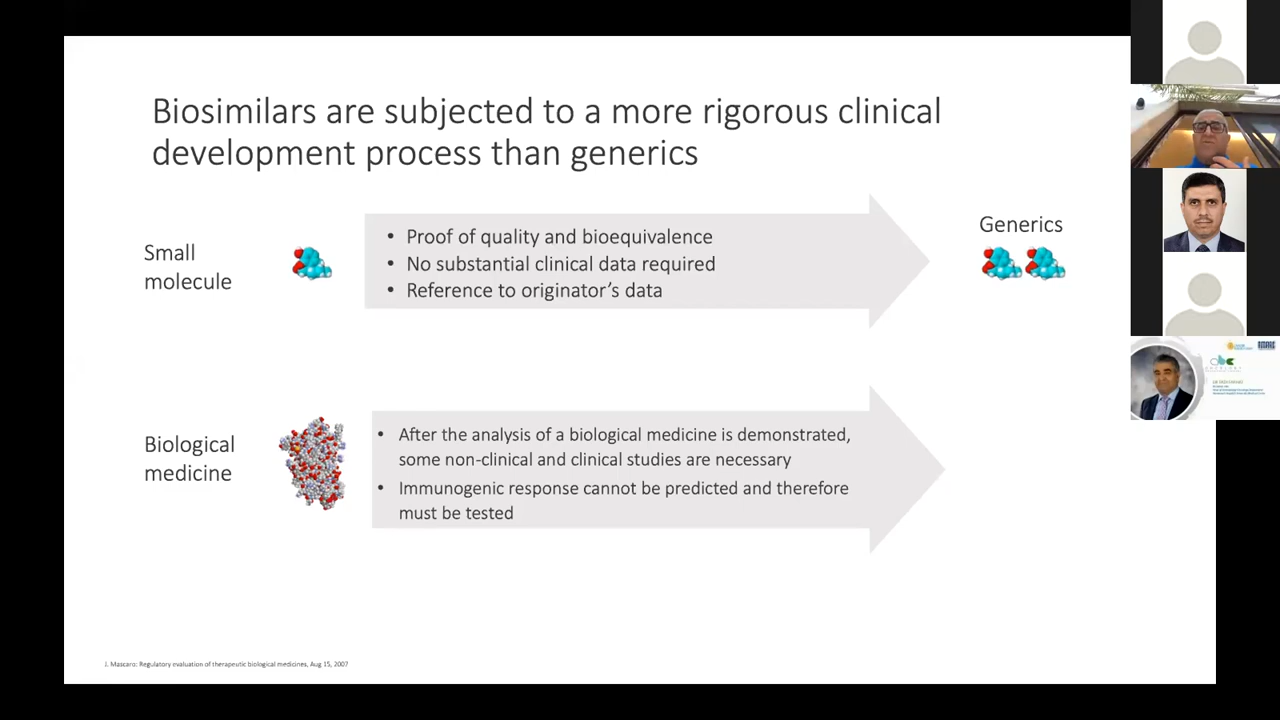 Biosimilars are subjected to a more rigorous clinical
development process than generics
Small
molecule
• Proof of quality and bioequivalence
• No substantial clinical data required
• Reference to originator's data
Generics
Biological
medicine
• After the analysis of a biological medicine is demonstrated,
some non-clinical and clinical studies are necessary
• Immunogenic response cannot be predicted and therefore
must be tested
J. Mascaro: Regulatory evaluation of therapeutic biological medicines, Aug 15, 2007